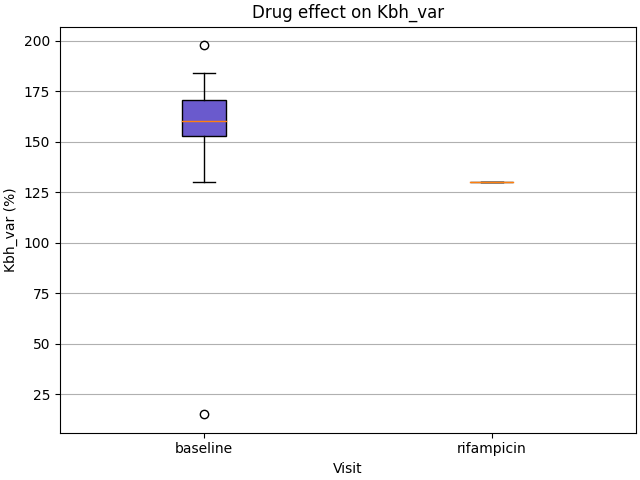 Drug effect on Kbh_var
200
175
150
125
100
75
50
25
Kbh_var (%)
baseline
rifampicin
Visit